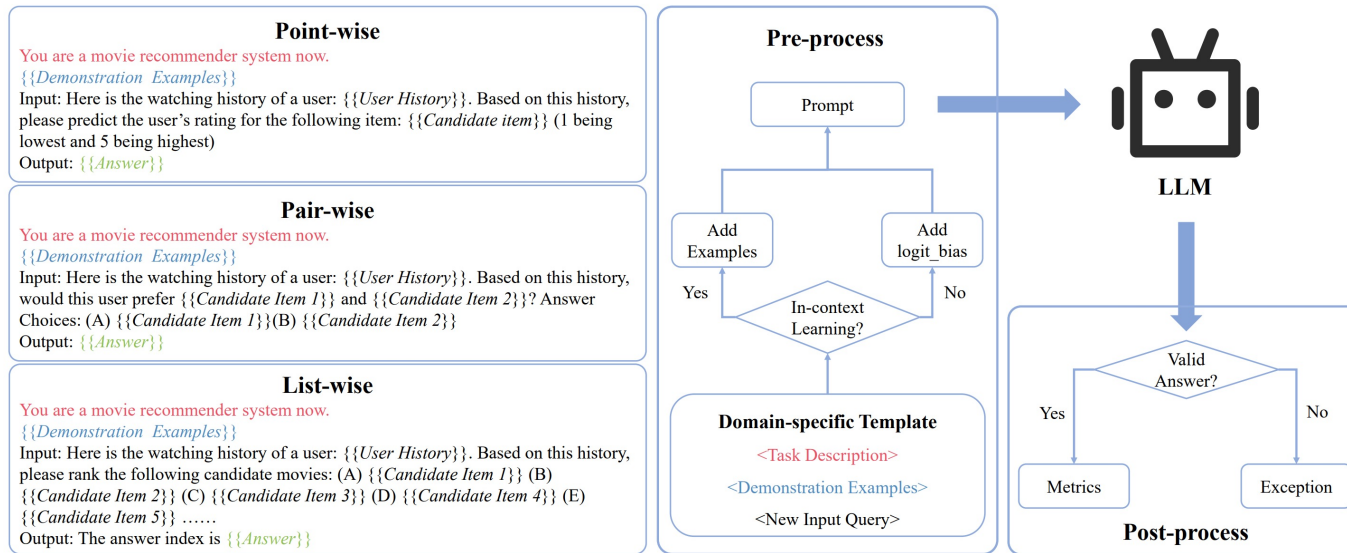 Point-wise
You are a movie recommender system now.
{{Demonstration Examples}}
Input: Here is the watching history of a user: {{User History}}. Based on this history,
please predict the user's rating for the following item: {{Candidate item}} (1 being
lowest and 5 being highest)
Output: {{Answer}}
Pair-wise
You are a movie recommender system now.
{{Demonstration Examples}}
Input: Here is the watching history of a user: {{User History}}. Based on this history,
would this user prefer {{Candidate Item 1}} and {{Candidate Item 2}}? Answer
Choices: (A) {{Candidate Item 1}}(B) {{Candidate Item 2}}
Output: {{Answer}}
List-wise
You are a movie recommender system now.
{{Demonstration Examples}}
Input: Here is the watching history of a user: {{User History}}. Based on this history,
please rank the following candidate movies: (A) {{Candidate Item 1}} (B)
{{Candidate Item 2}} (C) {{Candidate Item 3}} (D) {{Candidate Item 4}} (E)
{{Candidate Item 5}} ……
Output: The answer index is {{Answer}}
Pre-process
Prompt
Add
Examples
Add
logit_bias
Yes
No
In-context
Learning?
Domain-specific Template
<Task Description>
<Demonstration Examples>
<New Input Query>
LLM
Valid
Answer?
Yes
No
Metrics
Exception
Post-process